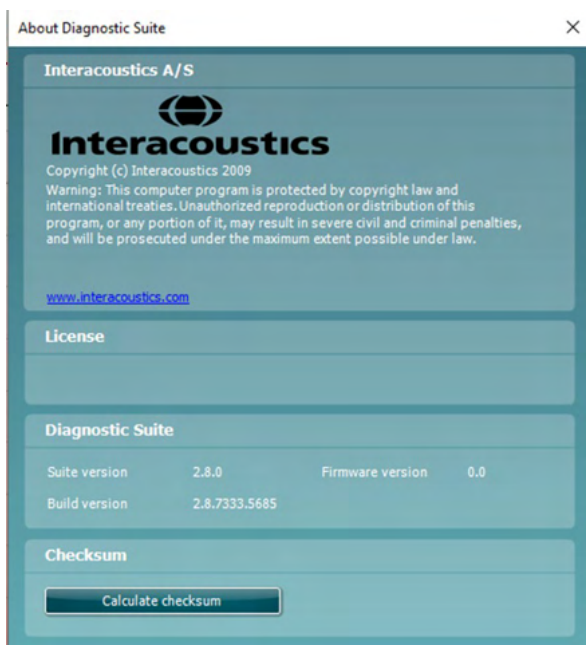 About Diagnostic Suite
Interacoustics A/S
Interacoustics
Copyright (c) Interacoustics 2009
Warning: This computer program is protected by copyright law and
international treaties. Unauthorized reproduction or distribution of this
program, or any portion of it, may result in severe civil and criminal penalties,
and will be prosecuted under the maximum extent possible under law.
www.interacoustics.com
License
Diagnostic Suite
Suite version 2.8.0 Firmware version 0.0
Build version 2.8.7333.5685
Checksum
Calculate checksum